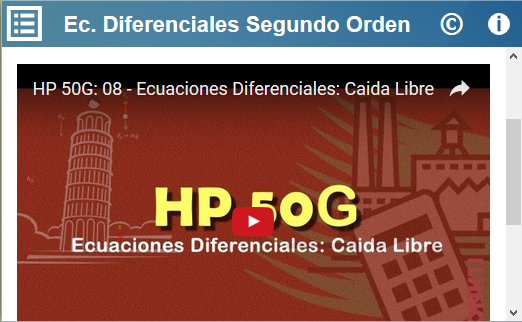 Ec. Diferenciales Segundo Orden © i
HP 50G: 08 - Ecuaciones Diferenciales: Caida Libre
HP 50G
Ecuaciones Diferenciales: Caida Libre